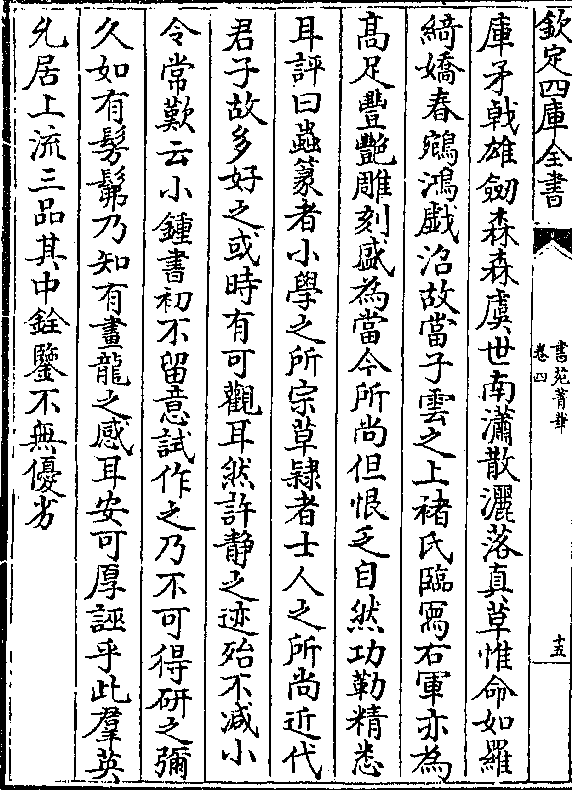 欽定四庫全書
書苑菁華
卷四
十五
庫矛戟雄劒森森虞世南瀟散灑落真草惟命如羅
綺嬌春鵷鴻戲沼故當子雲之上褚氏臨寫右軍亦為
髙足豐艶雕刻盛為當今所尚但恨乏自然功勤精悉
耳評曰蟲篆者小學之所宗草隸者士人之所尚近代
君子故多好之或時有可觀耳然許静之迹殆不减小
令常歎云小鍾書初不留意試作之乃不可得研之彌
久如有髣髴乃知有畫龍之感耳安可厚誣乎此羣英
允居上流三品其中銓鑒不無優劣